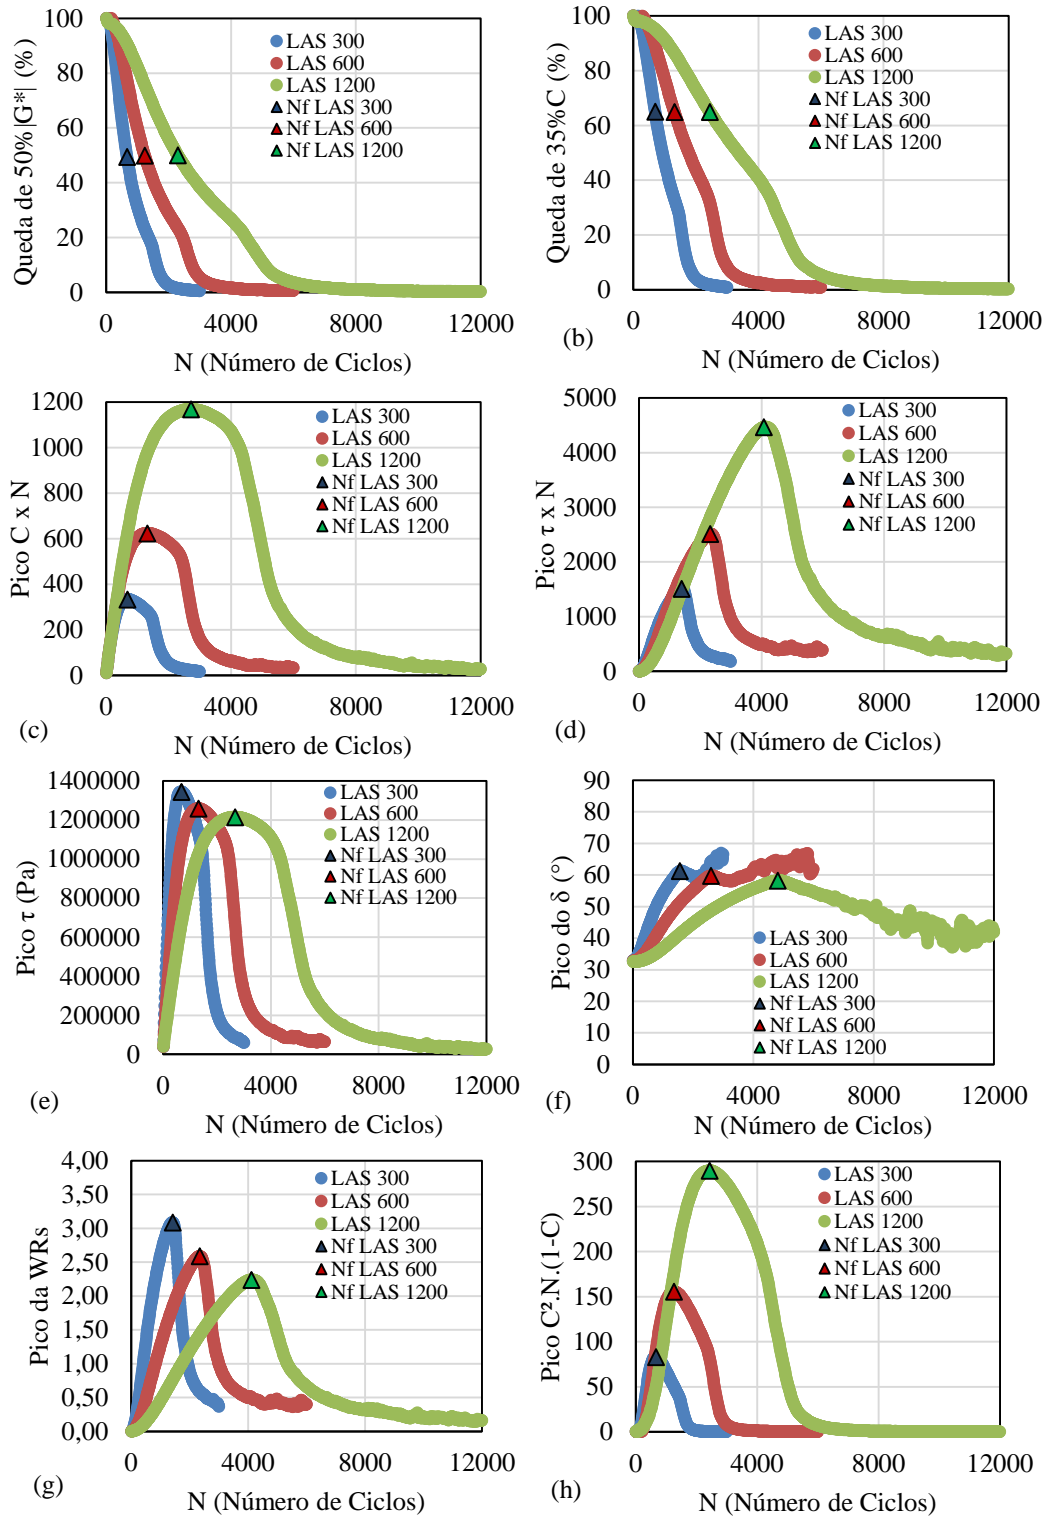 Queda de 50%|G*| (%)
100
80
60
40
20
0
0 4000 8000 12000
N (Número de Ciclos)
LAS 300
LAS 600
LAS 1200
Nf LAS 300
Nf LAS 600
Nf LAS 1200
Queda de 35%C (%)
100
80
60
40
20
0
0 4000 8000 12000
(b)
N (Número de Ciclos)
LAS 300
LAS 600
LAS 1200
Nf LAS 300
Nf LAS 600
Nf LAS 1200
Pico C x N
1200
1000
800
600
400
200
0
0 4000 8000 12000
(c)
N (Número de Ciclos)
LAS 300
LAS 600
LAS 1200
Nf LAS 300
Nf LAS 600
Nf LAS 1200
Pico τ x N
5000
4000
3000
2000
1000
0
0 4000 8000 12000
(d)
N (Número de Ciclos)
LAS 300
LAS 600
LAS 1200
Nf LAS 300
Nf LAS 600
Nf LAS 1200
Pico τ (Pa)
1400000
1200000
1000000
800000
600000
400000
200000
0
0 4000 8000 12000
(e)
N (Número de Ciclos)
LAS 300
LAS 600
LAS 1200
Nf LAS 300
Nf LAS 600
Nf LAS 1200
Pico do δ (°)
90
80
70
60
50
40
30
20
10
0
0 4000 8000 12000
(f)
N (Número de Ciclos)
LAS 300
LAS 600
LAS 1200
Nf LAS 300
Nf LAS 600
Nf LAS 1200
Pico da WRs
4,00
3,50
3,00
2,50
2,00
1,50
1,00
0,50
0,00
0 4000 8000 12000
(g)
N (Número de Ciclos)
LAS 300
LAS 600
LAS 1200
Nf LAS 300
Nf LAS 600
Nf LAS 1200
Pico C².N.(1-C)
300
250
200
150
100
50
0
0 4000 8000 12000
(h)
N (Número de Ciclos)
LAS 300
LAS 600
LAS 1200
Nf LAS 300
Nf LAS 600
Nf LAS 1200